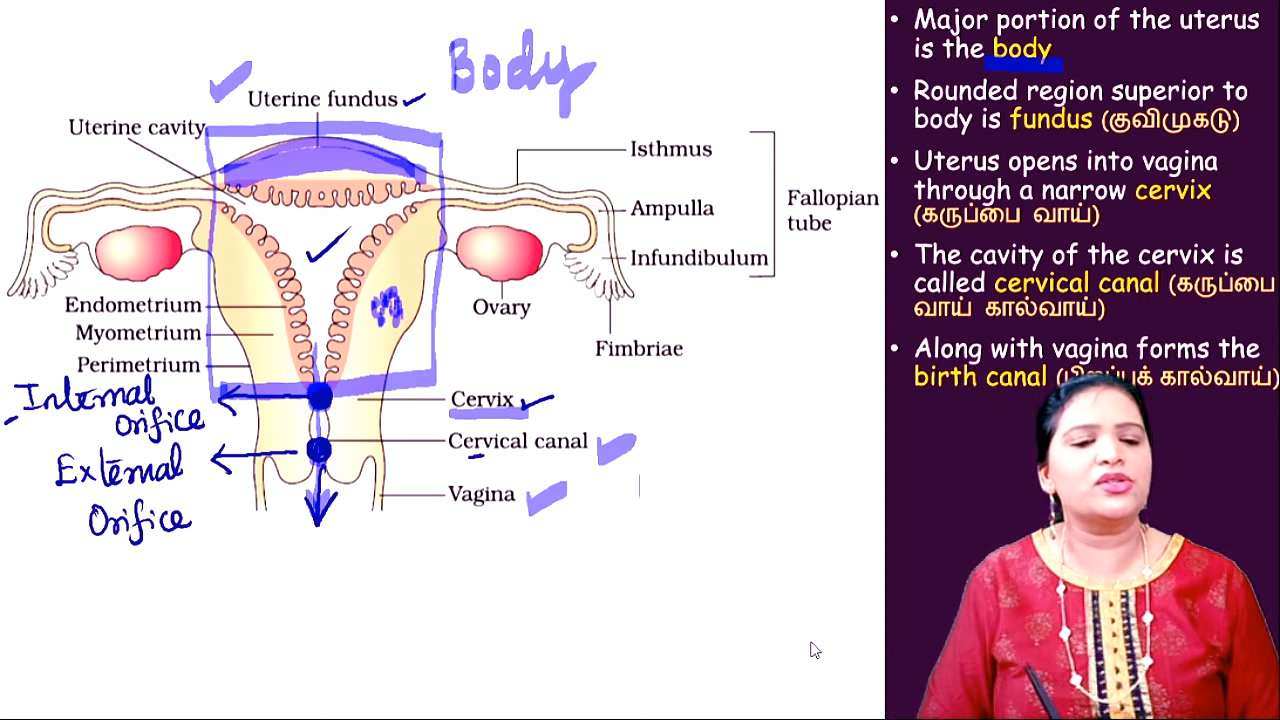 Body
Uterine fundus
Uterine cavity
Isthmus
Ampulla
Fallopian
tube
Infundibulum
Endometrium
Ovary
Myometrium
Fimbriae
Perimetrium
Internal
Orifice
Cervix
Cervical canal
External
Orifice
Vagina
• Major portion of the uterus
is the body
• Rounded region superior to
body is fundus (குவிமுகடு)
• Uterus opens into vagina
through a narrow cervix
(கருப்பை வாய்)
• The cavity of the cervix is
called cervical canal (கருப்பை
வாய் கால்வாய்)
• Along with vagina forms the
birth canal (பிறப்புக் கால்வாய்)